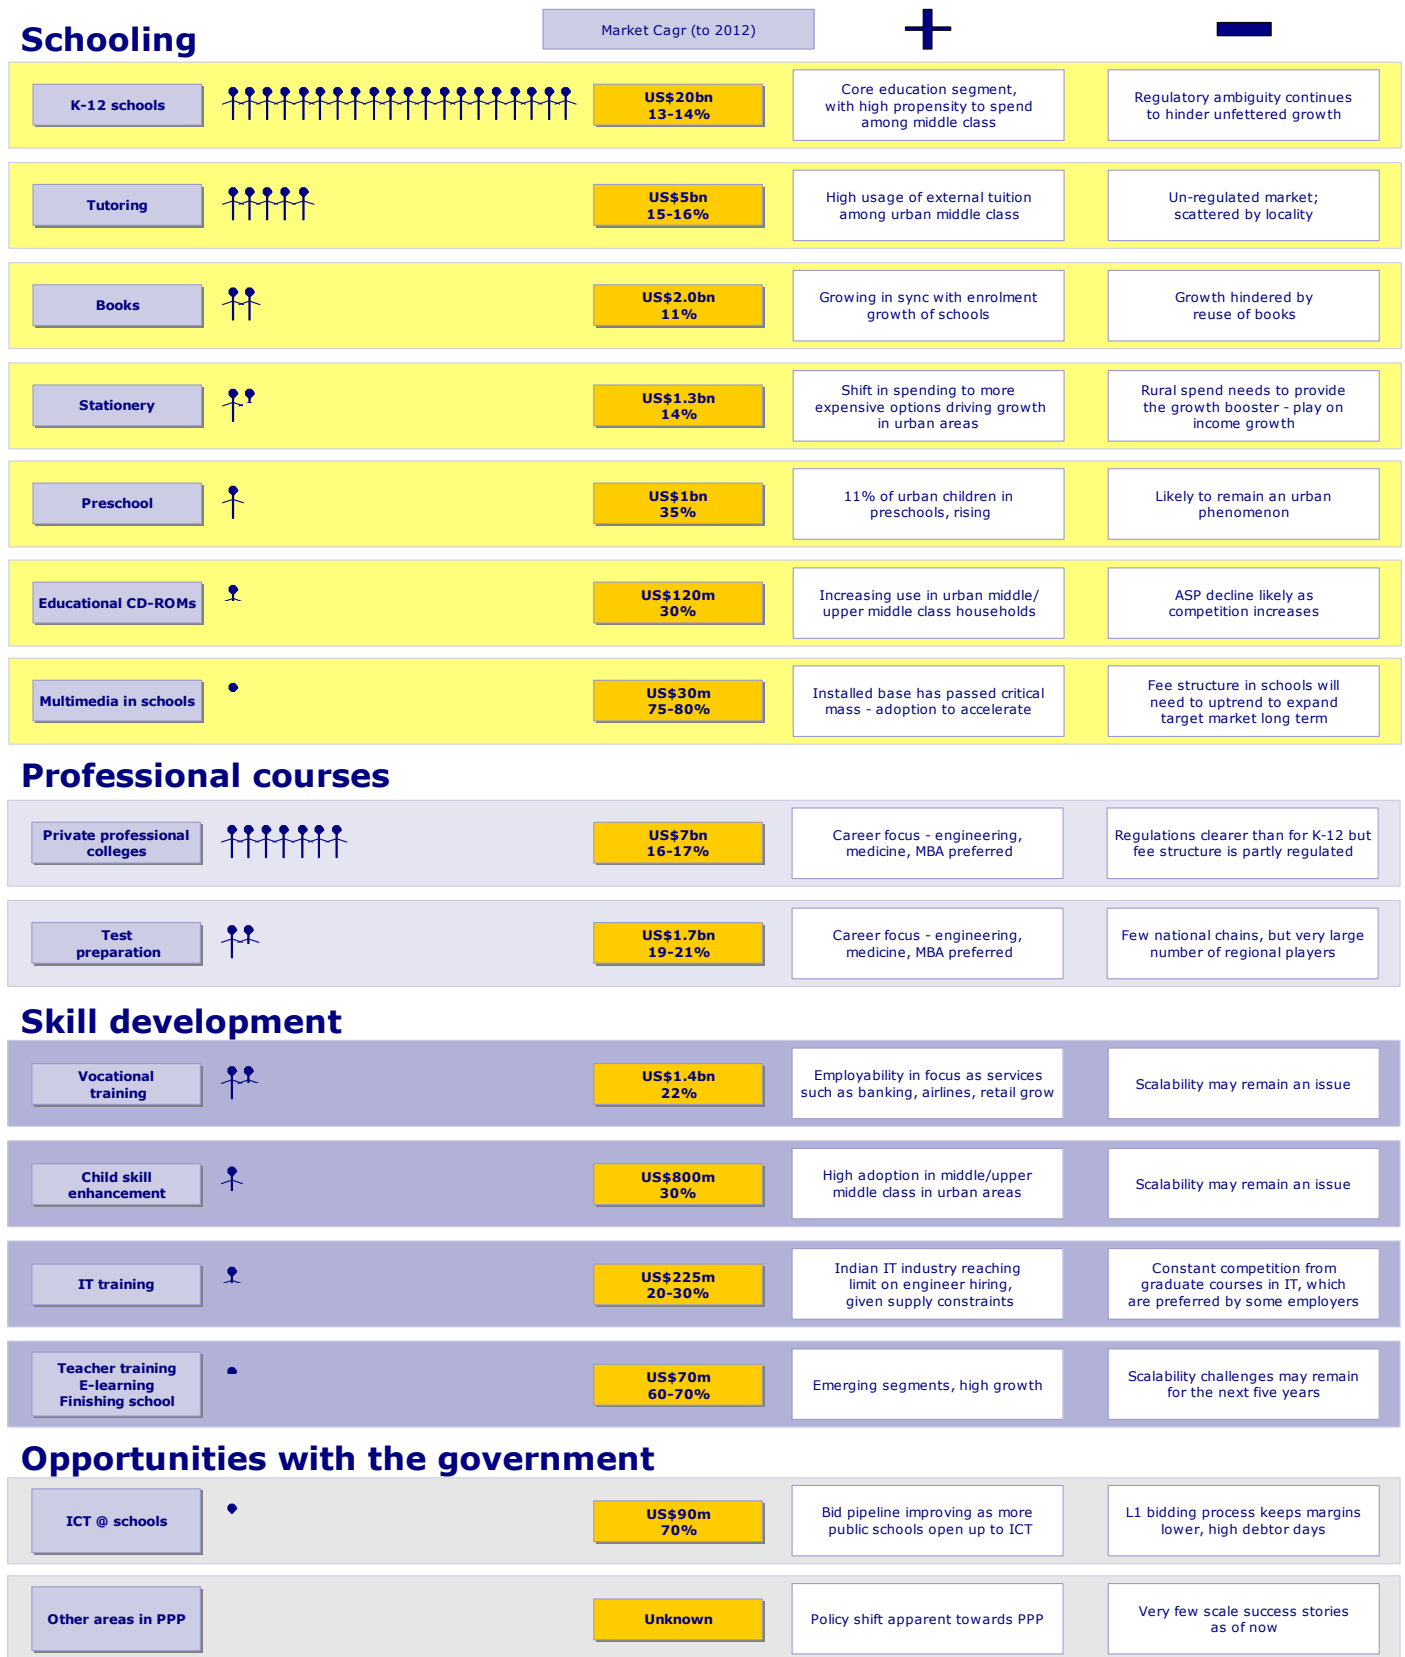 Schooling
Market Cagr (to 2012)
K-12 schools
US$20bn
13-14%
Core education segment,
with high propensity to spend
among middle class
Regulatory ambiguity continues
to hinder unfettered growth
Tutoring
US$5bn
15-16%
High usage of external tuition
among urban middle class
Un-regulated market;
scattered by locality
Books
US$2.0bn
11%
Growing in sync with enrolment
growth of schools
Growth hindered by
reuse of books
Stationery
US$1.3bn
14%
Shift in spending to more
expensive options driving growth
in urban areas
Rural spend needs to provide
the growth booster - play on
income growth
Preschool
US$1bn
35%
11% of urban children in
preschools, rising
Likely to remain an urban
phenomenon
Educational CD-ROMs
US$120m
30%
Increasing use in urban middle/
upper middle class households
ASP decline likely as
competition increases
Multimedia in schools
US$30m
75-80%
Installed base has passed critical
mass - adoption to accelerate
Fee structure in schools will
need to uptrend to expand
target market long term
Professional courses
Private professional
colleges
US$7bn
16-17%
Career focus - engineering,
medicine, MBA preferred
Regulations clearer than for K-12 but
fee structure is partly regulated
Test
preparation
US$1.7bn
19-21%
Career focus - engineering,
medicine, MBA preferred
Few national chains, but very large
number of regional players
Skill development
Vocational
training
US$1.4bn
22%
Employability in focus as services
such as banking, airlines, retail grow
Scalability may remain an issue
Child skill
enhancement
US$800m
30%
High adoption in middle/upper
middle class in urban areas
Scalability may remain an issue
IT training
US$225m
20-30%
Indian IT industry reaching
limit on engineer hiring,
given supply constraints
Constant competition from
graduate courses in IT, which
are preferred by some employers
Teacher training
E-learning
Finishing school
US$70m
60-70%
Emerging segments, high growth
Scalability challenges may remain
for the next five years
Opportunities with the government
ICT @ schools
US$90m
70%
Bid pipeline improving as more
public schools open up to ICT
L1 bidding process keeps margins
lower, high debtor days
Other areas in PPP
Unknown
Policy shift apparent towards PPP
Very few scale success stories
as of now